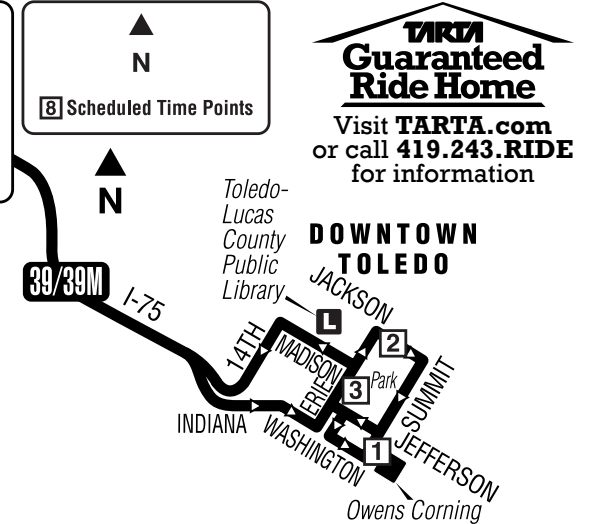 N
8 Scheduled Time Points
TARTA
Guaranteed
Ride Home
Visit TARTA.com
or call 419.243.RIDE
for information
N
Toledo-
Lucas
County
Public
Library
DOWNTOWN
TOLEDO
39/39M
I-75
L
JACKSON
14TH
MADISON
2
ERIE
3
Park
SUMMIT
INDIANA
WASHINGTON
1
JEFFERSON
Owens Corning